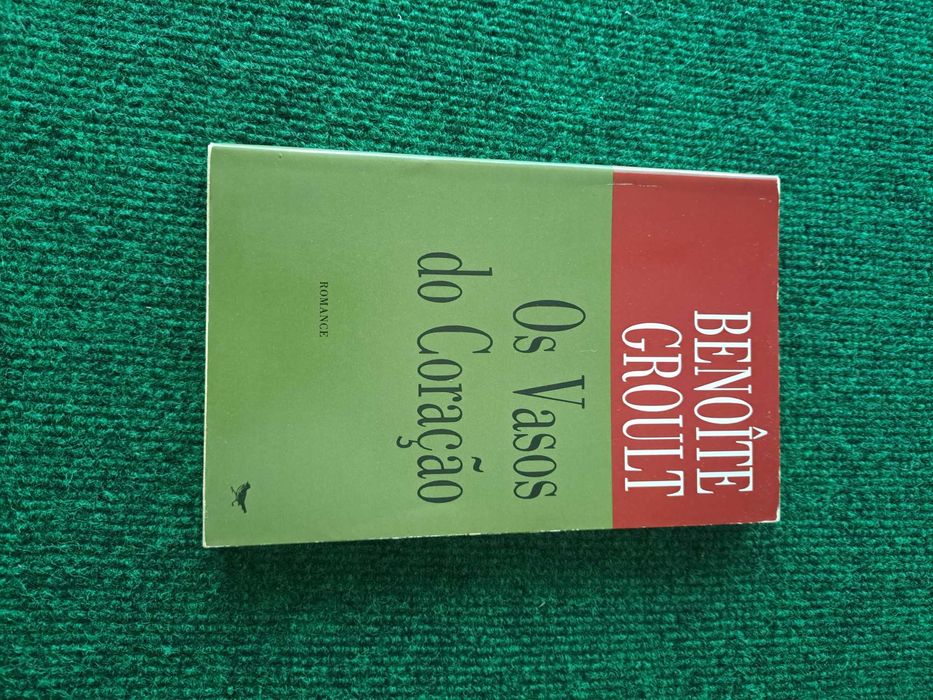 BENOÎTE
GROULT
Os Vasos
do Coração
ROMANCE